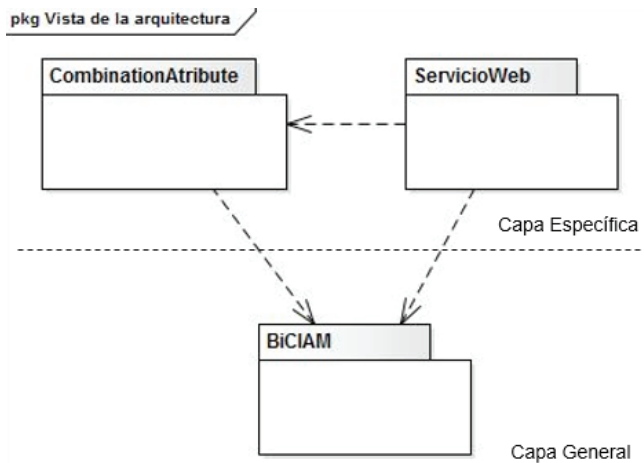 pkg Vista de la arquitectura
CombinationAtribute
ServicioWeb
Capa Específica
BiCIAM
Capa General